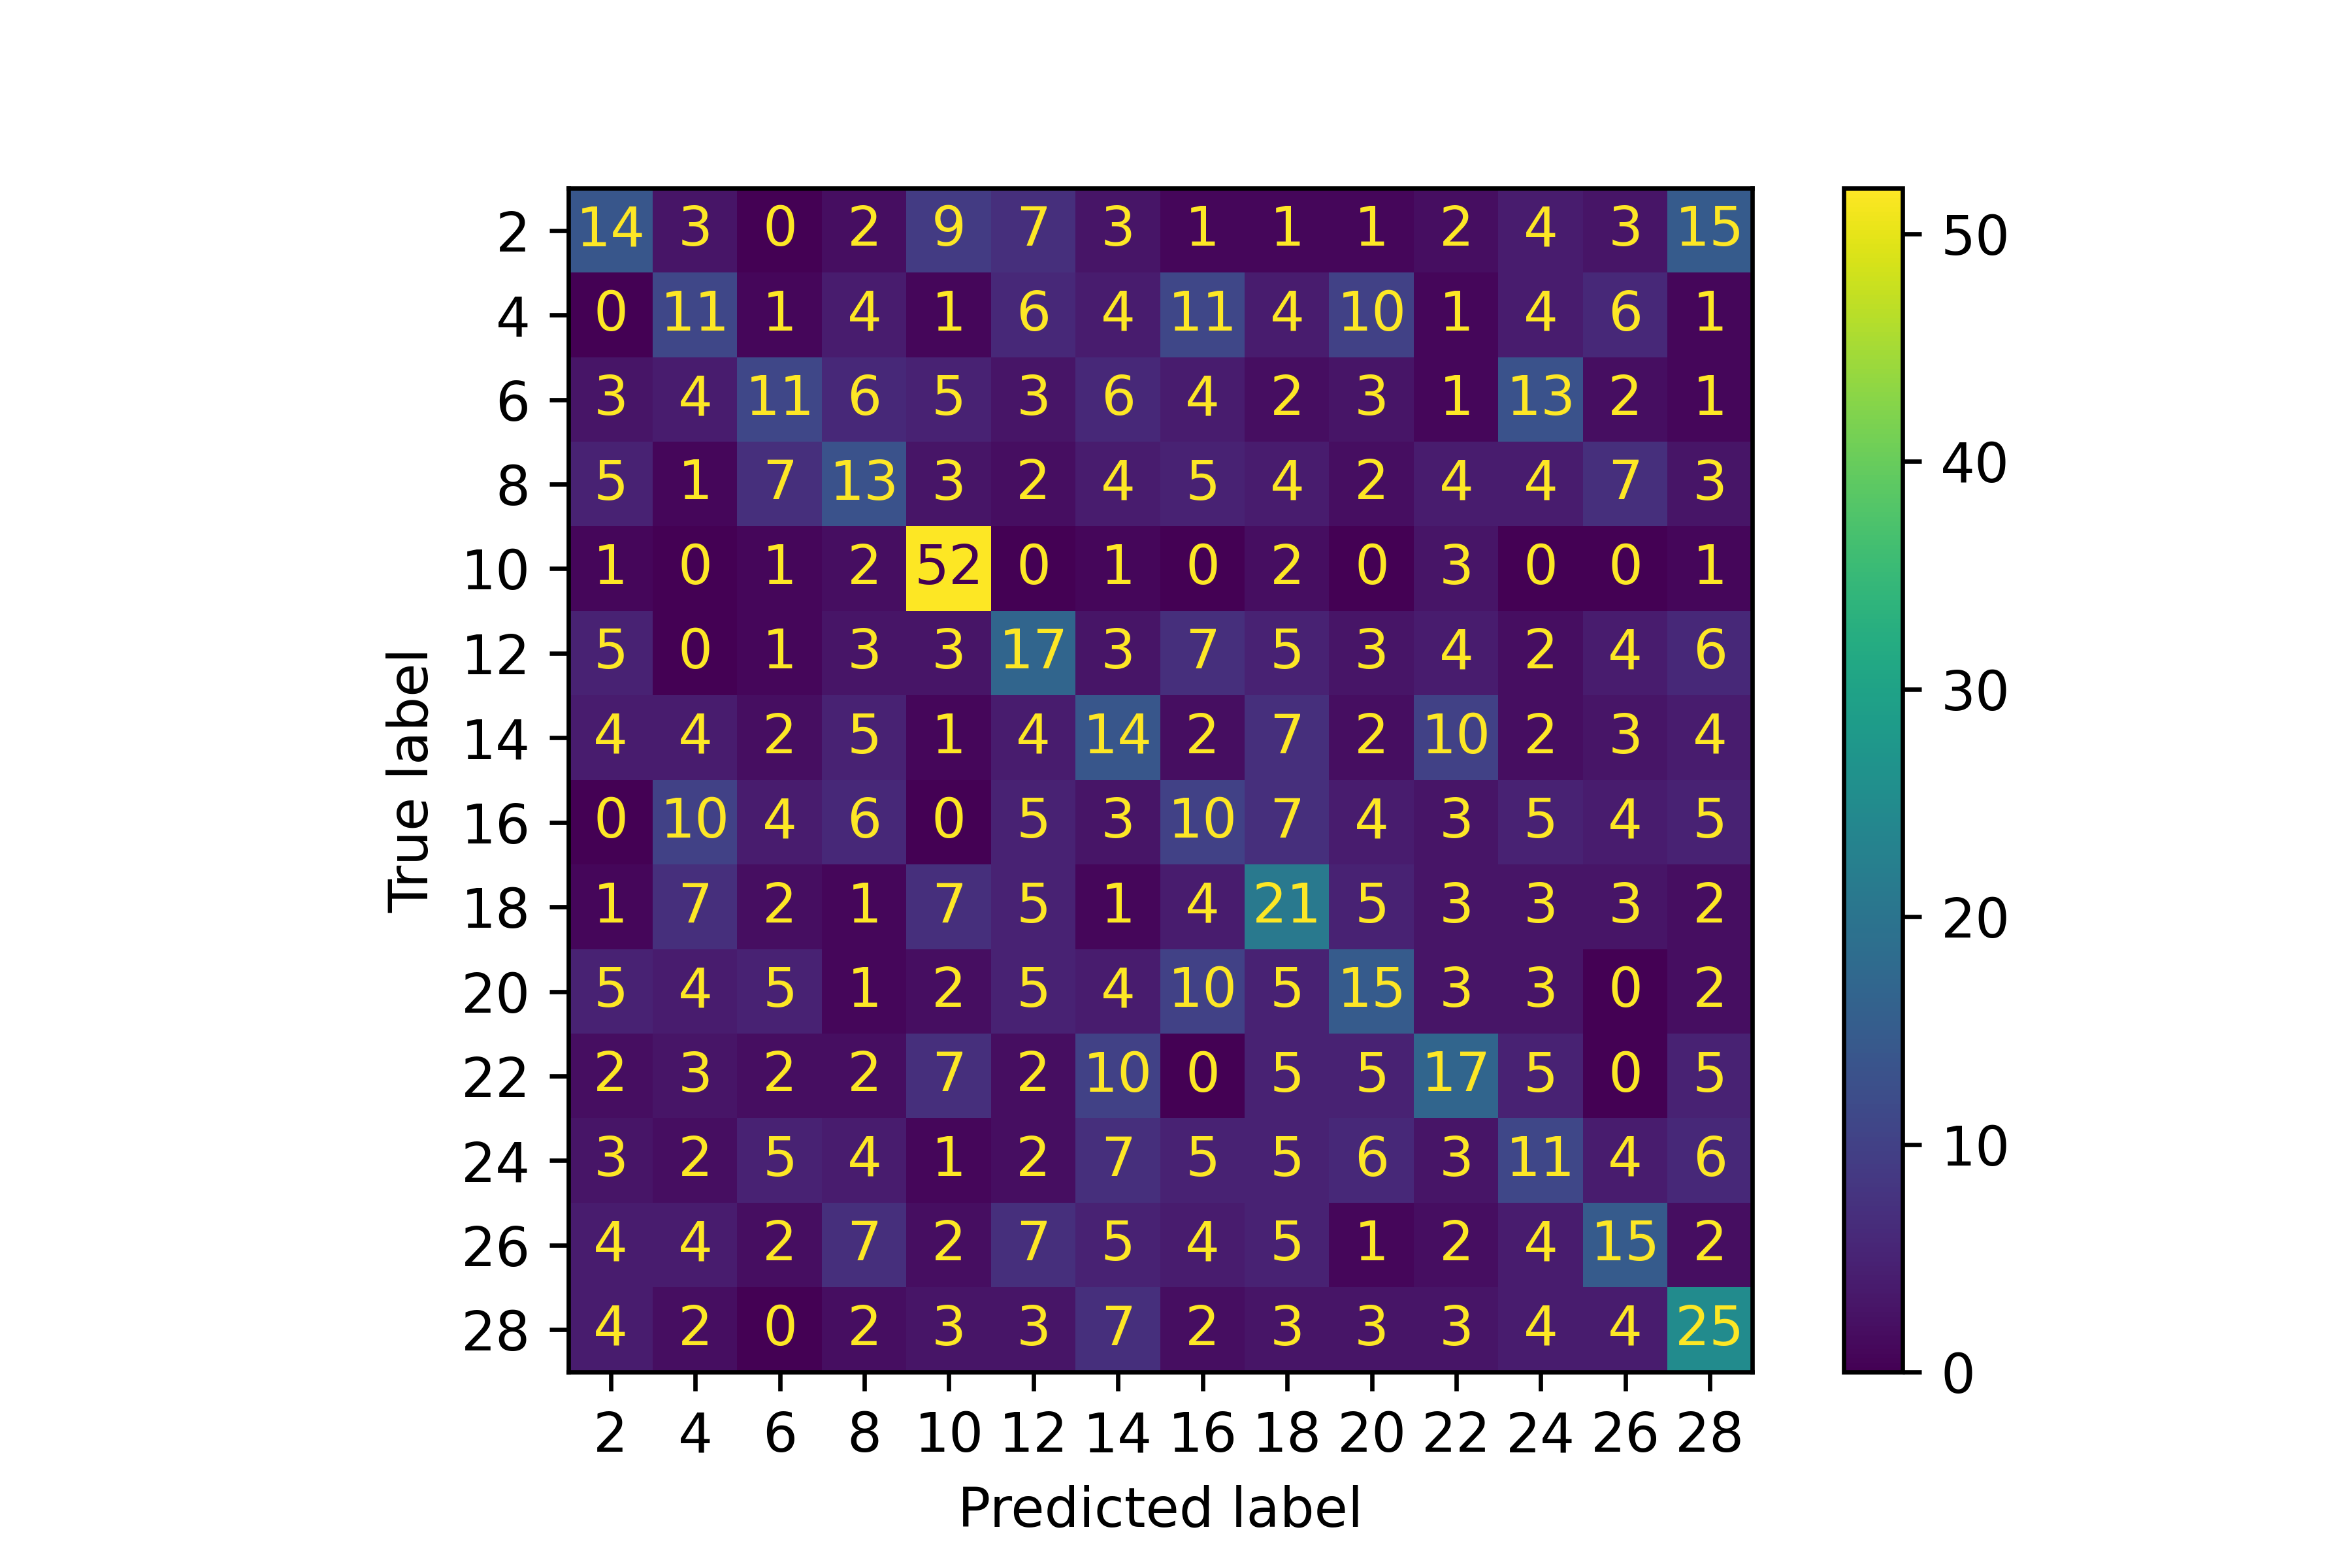 2 14 3 0 2 9 7 3 1 1 1 2 4 3 15
4 0 11 1 4 1 6 4 11 4 10 1 4 6 1
6 3 4 11 6 5 3 6 4 2 3 1 13 2 1
8 5 1 7 13 3 2 4 5 4 2 4 4 7 3
10 1 0 1 2 52 0 1 0 2 0 3 0 0 1
12 5 0 1 3 3 17 3 7 5 3 4 2 4 6
14 4 4 2 5 1 4 14 2 7 2 10 2 3 4
16 0 10 4 6 0 5 3 10 7 4 3 5 4 5
18 1 7 2 1 7 5 1 4 21 5 3 3 3 2
20 5 4 5 1 2 5 4 10 5 15 3 3 0 2
22 2 3 2 2 7 2 10 0 5 5 17 5 0 5
24 3 2 5 4 1 2 7 5 5 6 3 11 4 6
26 4 4 2 7 2 7 5 4 5 1 2 4 15 2
28 4 2 0 2 3 3 7 2 3 3 3 4 4 25
2 4 6 8 10 12 14 16 18 20 22 24 26 28
Predicted label
True label
50
40
30
20
10
0